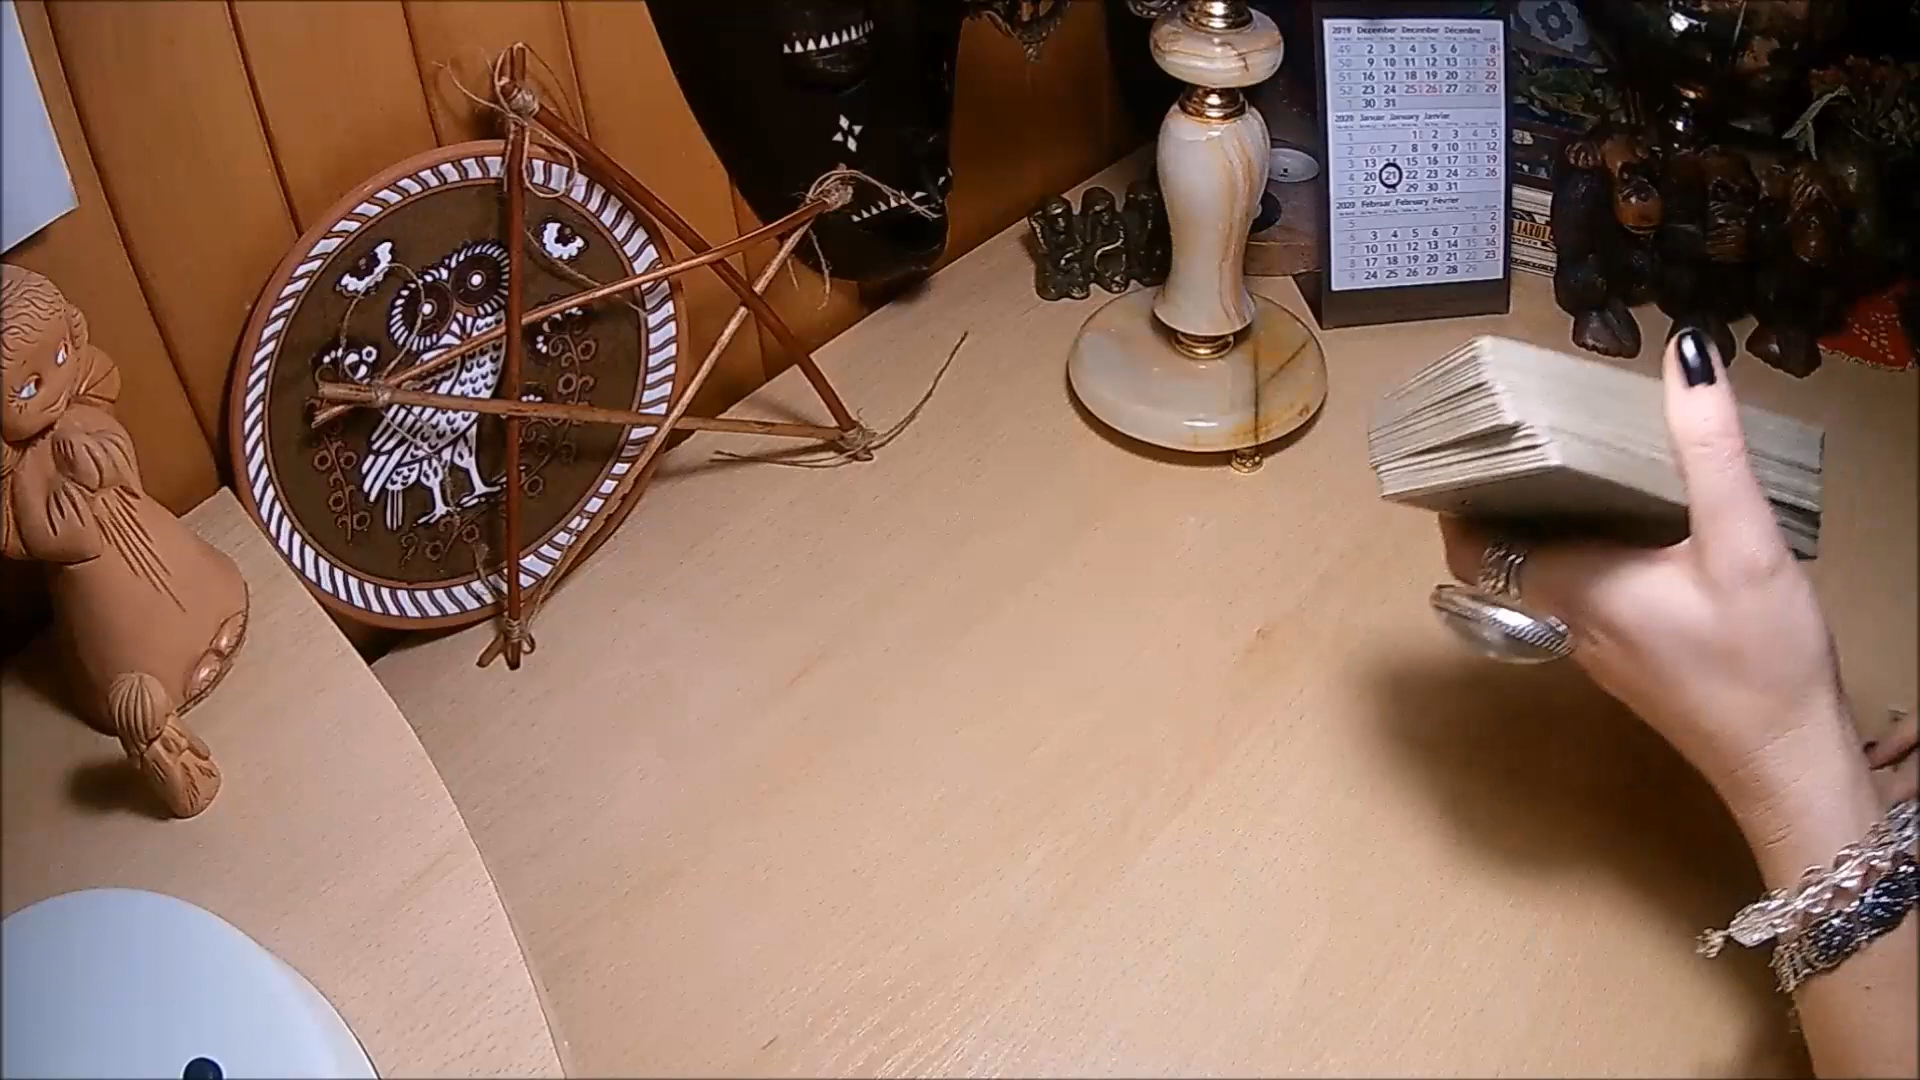 2019 Dezember December Décembre
49 2 3 4 5 6 7 8
50 9 10 11 12 13 14 15
51 16 17 18 19 20 21 22
52 23 24 25 26 27 28 29
1 30 31
2020 Januar January Janvier
1 1 2 3 4 5
2 6 7 8 9 10 11 12
3 13 14 15 16 17 18 19
4 20 21 22 23 24 25 26
5 27 28 29 30 31
2020 Februar February Février
5 1 2
6 3 4 5 6 7 8 9
7 10 11 12 13 14 15 16
8 17 18 19 20 21 22 23
9 24 25 26 27 28 29
TAROT